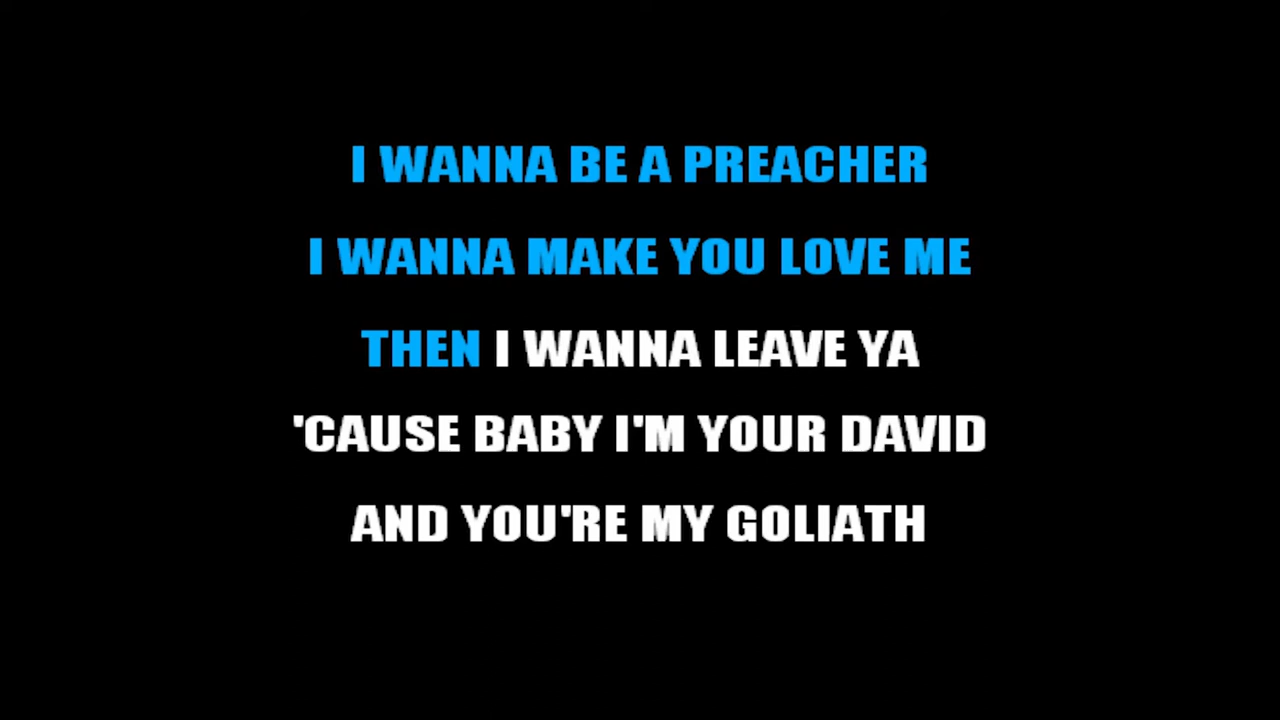 I WANNA BE A PREACHER
I WANNA MAKE YOU LOVE ME
THEN I WANNA LEAVE YA
'CAUSE BABY I'M YOUR DAVID
AND YOU'RE MY GOLIATH